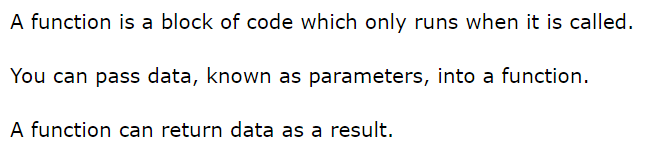 A function is a block of code which only runs when it is called.
You can pass data, known as parameters, into a function.
A function can return data as a result.